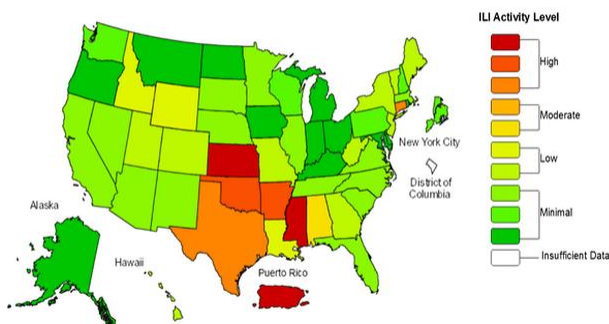 ILI Activity Level
High
Moderate
Low
Minimal
Insufficient Data
New York City
District of
Columbia
Alaska
Hawaii
Puerto Rico